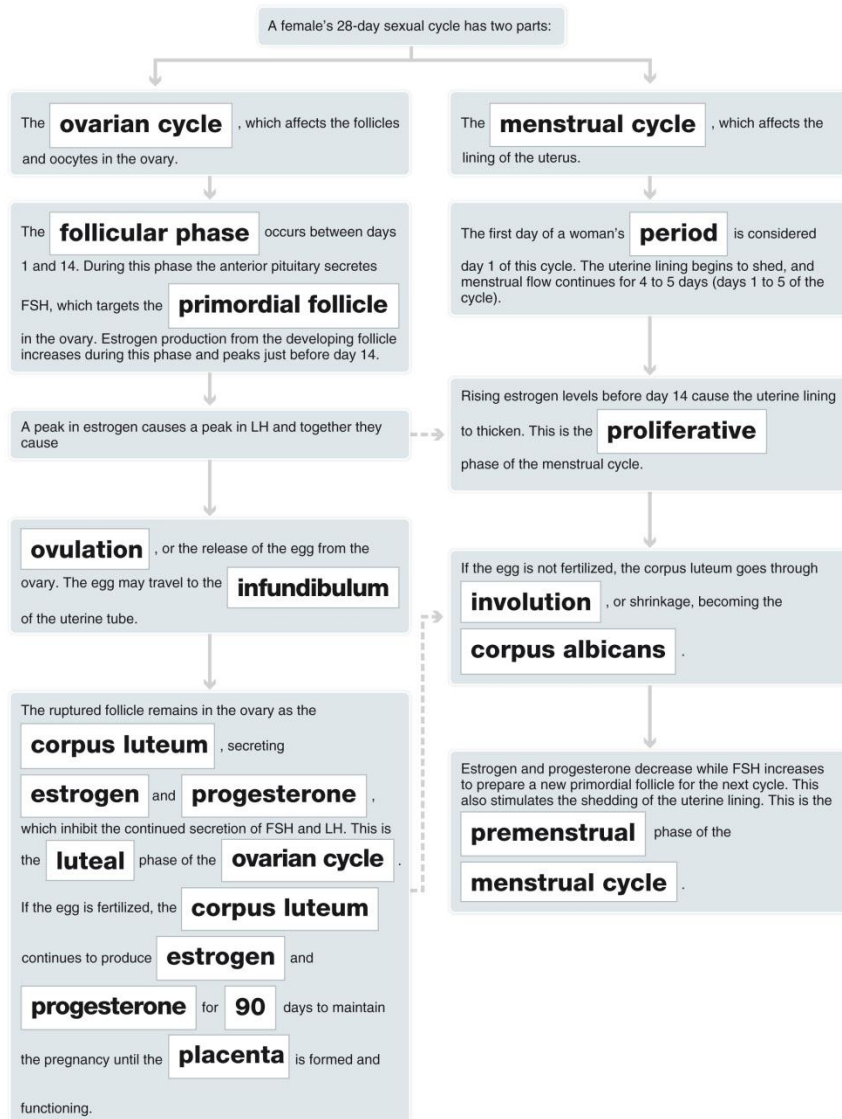 A female's 28-day sexual cycle has two parts:
The ovarian cycle , which affects the follicles
and oocytes in the ovary.
The follicular phase occurs between days
1 and 14. During this phase the anterior pituitary secretes
FSH, which targets the primordial follicle
in the ovary. Estrogen production from the developing follicle
increases during this phase and peaks just before day 14.
A peak in estrogen causes a peak in LH and together they
cause
ovulation , or the release of the egg from the
ovary. The egg may travel to the infundibulum
of the uterine tube.
The ruptured follicle remains in the ovary as the
corpus luteum , secreting
estrogen and progesterone ,
which inhibit the continued secretion of FSH and LH. This is
the luteal phase of the ovarian cycle .
If the egg is fertilized, the corpus luteum
continues to produce estrogen and
progesterone for 90 days to maintain
the pregnancy until the placenta is formed and
functioning.
The menstrual cycle , which affects the
lining of the uterus.
The first day of a woman's period is considered
day 1 of this cycle. The uterine lining begins to shed, and
menstrual flow continues for 4 to 5 days (days 1 to 5 of the
cycle).
Rising estrogen levels before day 14 cause the uterine lining
to thicken. This is the proliferative
phase of the menstrual cycle.
If the egg is not fertilized, the corpus luteum goes through
involution , or shrinkage, becoming the
corpus albicans .
Estrogen and progesterone decrease while FSH increases
to prepare a new primordial follicle for the next cycle. This
also stimulates the shedding of the uterine lining. This is the
premenstrual phase of the
menstrual cycle .